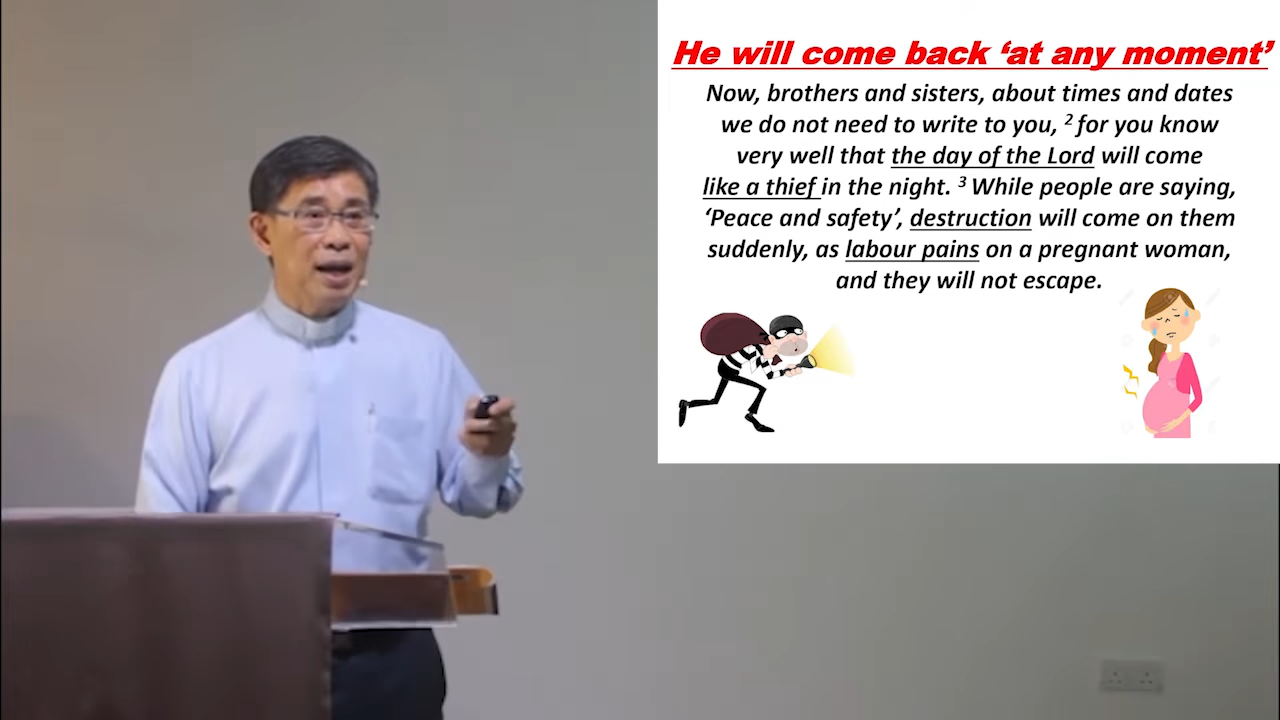 He will come back ‘at any moment’
Now, brothers and sisters, about times and dates
we do not need to write to you, ² for you know
very well that the day of the Lord will come
like a thief in the night. ³ While people are saying,
‘Peace and safety’, destruction will come on them
suddenly, as labour pains on a pregnant woman,
and they will not escape.